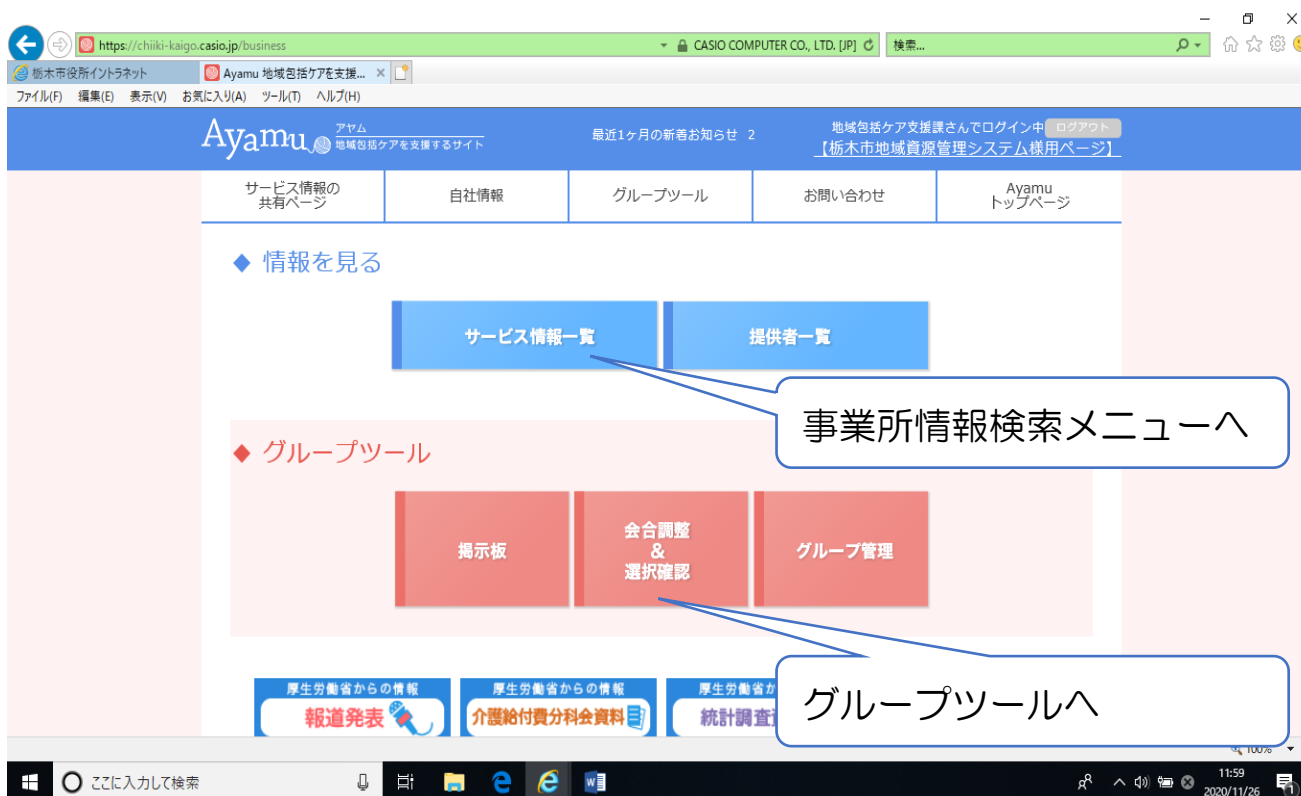 https://chiiki-kaigo.casio.jp/business
CASIO COMPUTER CO., LTD. [JP]
検索...
栃木市役所イントラネット
Ayamu 地域包括ケアを支援...
ファイル(F) 編集(E) 表示(V) お気に入り(A) ツール(T) ヘルプ(H)
Ayamu
アヤム
地域包括ケアを支援するサイト
最近1ヶ月の新着お知らせ 2
地域包括ケア支援課さんでログイン中 ログアウト
【栃木市地域資源管理システム様用ページ】
サービス情報の
共有ページ
自社情報
グループツール
お問い合わせ
Ayamu
トップページ
◆ 情報を見る
サービス情報一覧
提供者一覧
事業所情報検索メニューへ
◆ グループツール
掲示板
会合調整
&
選択確認
グループ管理
グループツールへ
厚生労働省からの情報
報道発表
厚生労働省からの情報
介護給付費分科会資料
厚生労働省か
統計調査
100%
ここに入力して検索
11:59
2020/11/26